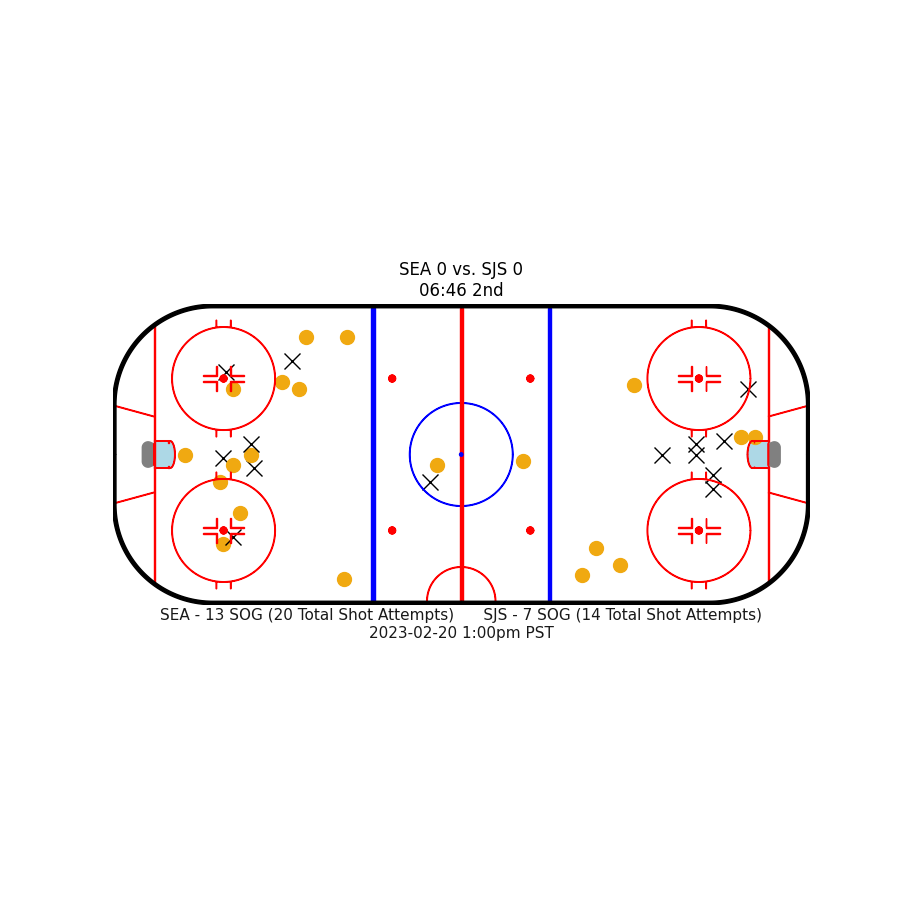 SEA 0 vs. SJS 0
06:46 2nd
SEA - 13 SOG (20 Total Shot Attempts) SJS - 7 SOG (14 Total Shot Attempts)
2023-02-20 1:00pm PST